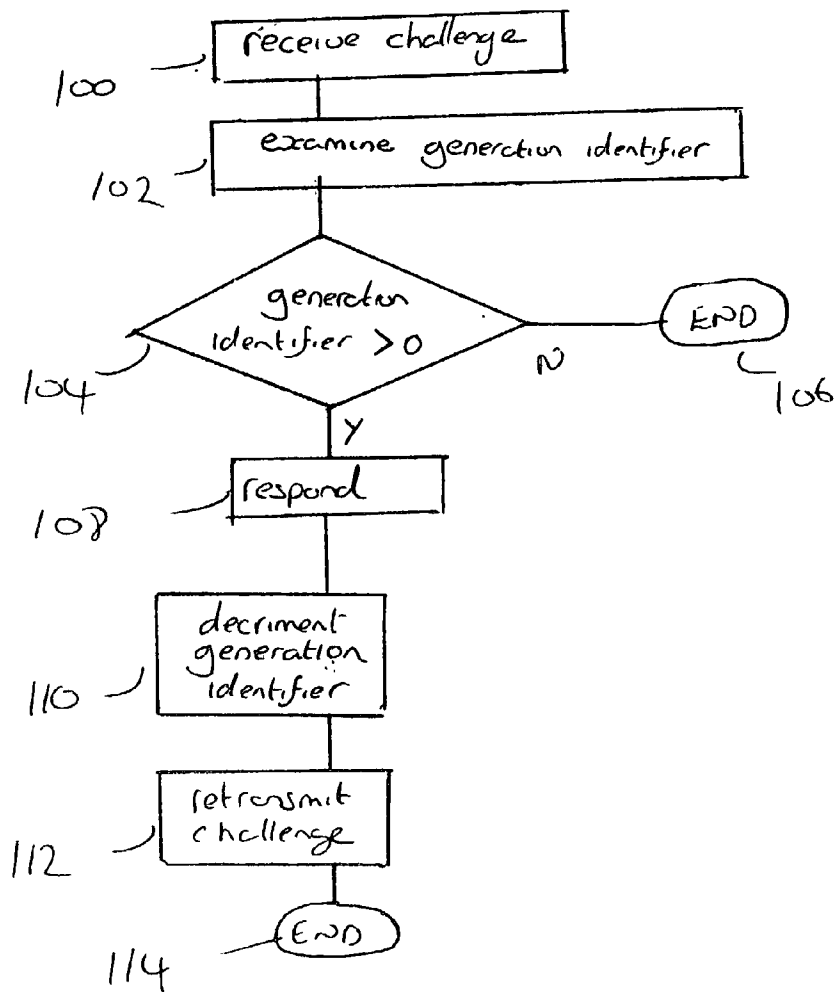 receive challenge
100
examine generation identifier
102
generation
identifier > 0
104
N
END
106
Y
respond
108
decriment
generation
identifier
110
retransmit
challenge
112
END
114